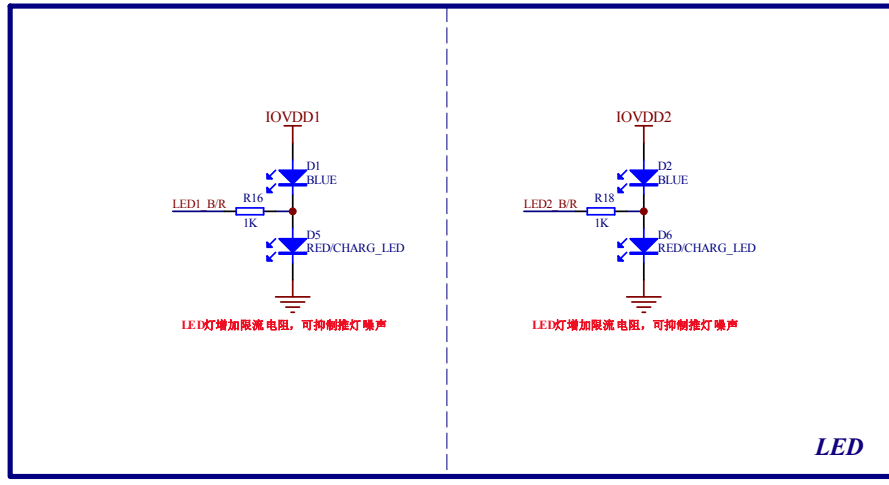 IOVDD1
D1
BLUE
LED1_B/R
R16
1K
D5
RED/CHARG_LED
LED灯增加限流电阻，可抑制推灯噪声
IOVDD2
D2
BLUE
LED2_B/R
R18
1K
D6
RED/CHARG_LED
LED灯增加限流电阻，可抑制推灯噪声
LED